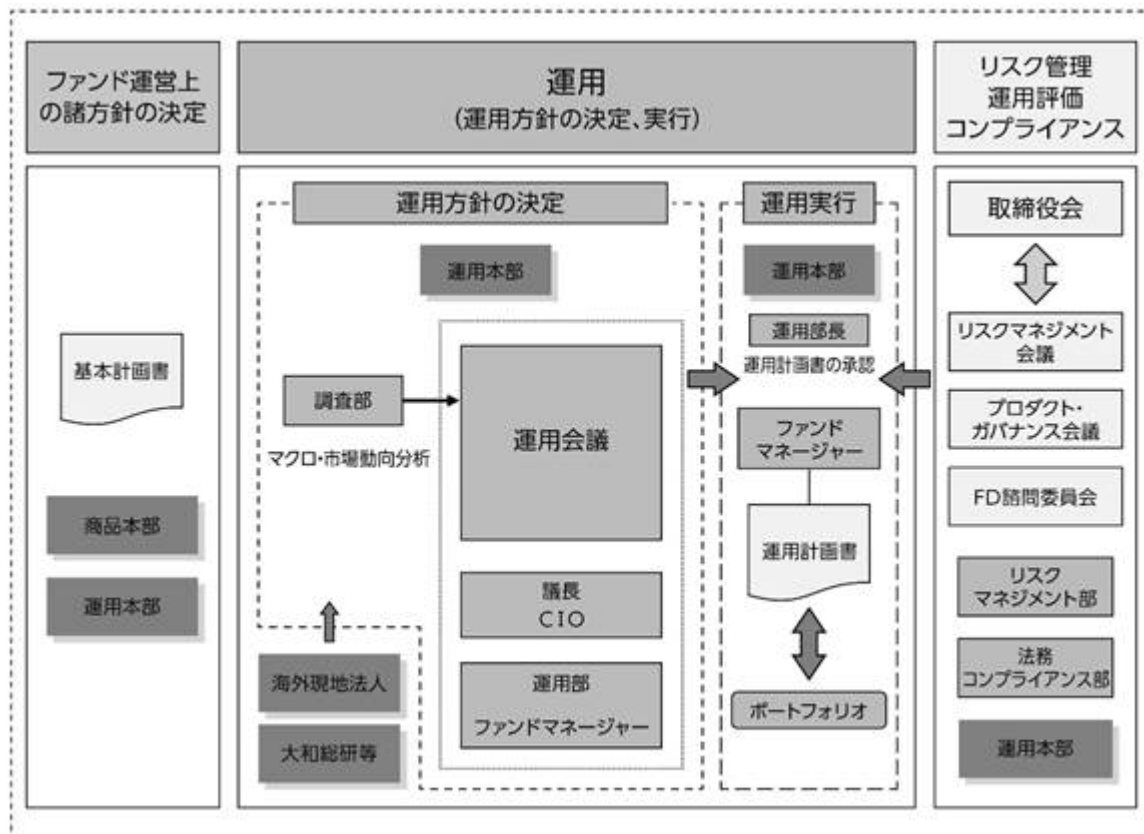 ファンド運営上
の諸方針の決定
基本計画書
商品本部
運用本部
運用
(運用方針の決定、実行)
運用方針の決定
運用本部
調査部
マクロ・市場動向分析
運用会議
議長
CIO
運用部
ファンドマネージャー
海外現地法人
大和総研等
運用実行
運用本部
運用部長
運用計画書の承認
ファンド
マネージャー
運用計画書
ポートフォリオ
リスク管理
運用評価
コンプライアンス
取締役会
リスクマネジメント
会議
プロダクト・
ガバナンス会議
FD諮問委員会
リスク
マネジメント部
法務
コンプライアンス部
運用本部